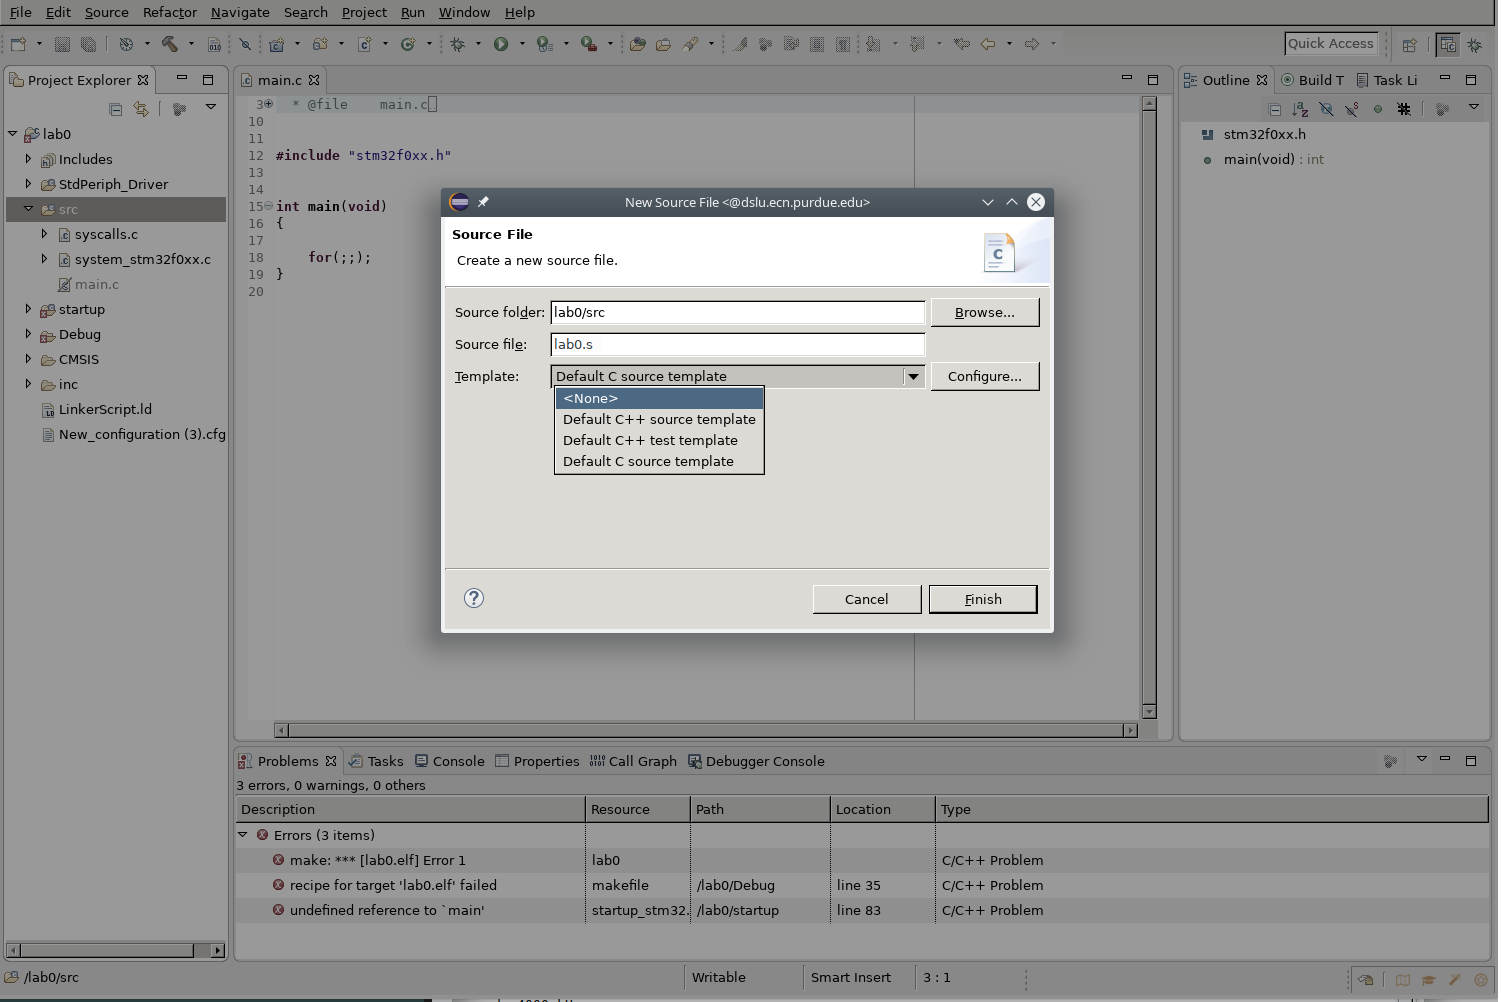 File Edit Source Refactor Navigate Search Project Run Window Help
Quick Access
Project Explorer
lab0
Includes
StdPeriph_Driver
src
syscalls.c
system_stm32f0xx.c
main.c
startup
Debug
CMSIS
inc
LinkerScript.ld
New_configuration (3).cfg
main.c
3 * @file main.c
10
11
12 #include "stm32f0xx.h"
13
14
15 int main(void)
16 {
17
18 for(;;);
19 }
20
New Source File <@dslu.ecn.purdue.edu>
Source File
Create a new source file.
Source folder: lab0/src Browse...
Source file: lab0.s
Template: Default C source template Configure...
<None>
Default C++ source template
Default C++ test template
Default C source template
Cancel Finish
Outline Build T Task Li
stm32f0xx.h
main(void) : int
Problems Tasks Console Properties Call Graph Debugger Console
3 errors, 0 warnings, 0 others
Description Resource Path Location Type
Errors (3 items)
make: *** [lab0.elf] Error 1 lab0 C/C++ Problem
recipe for target 'lab0.elf' failed makefile /lab0/Debug line 35 C/C++ Problem
undefined reference to `main' startup_stm32. /lab0/startup line 83 C/C++ Problem
/lab0/src Writable Smart Insert 3 : 1